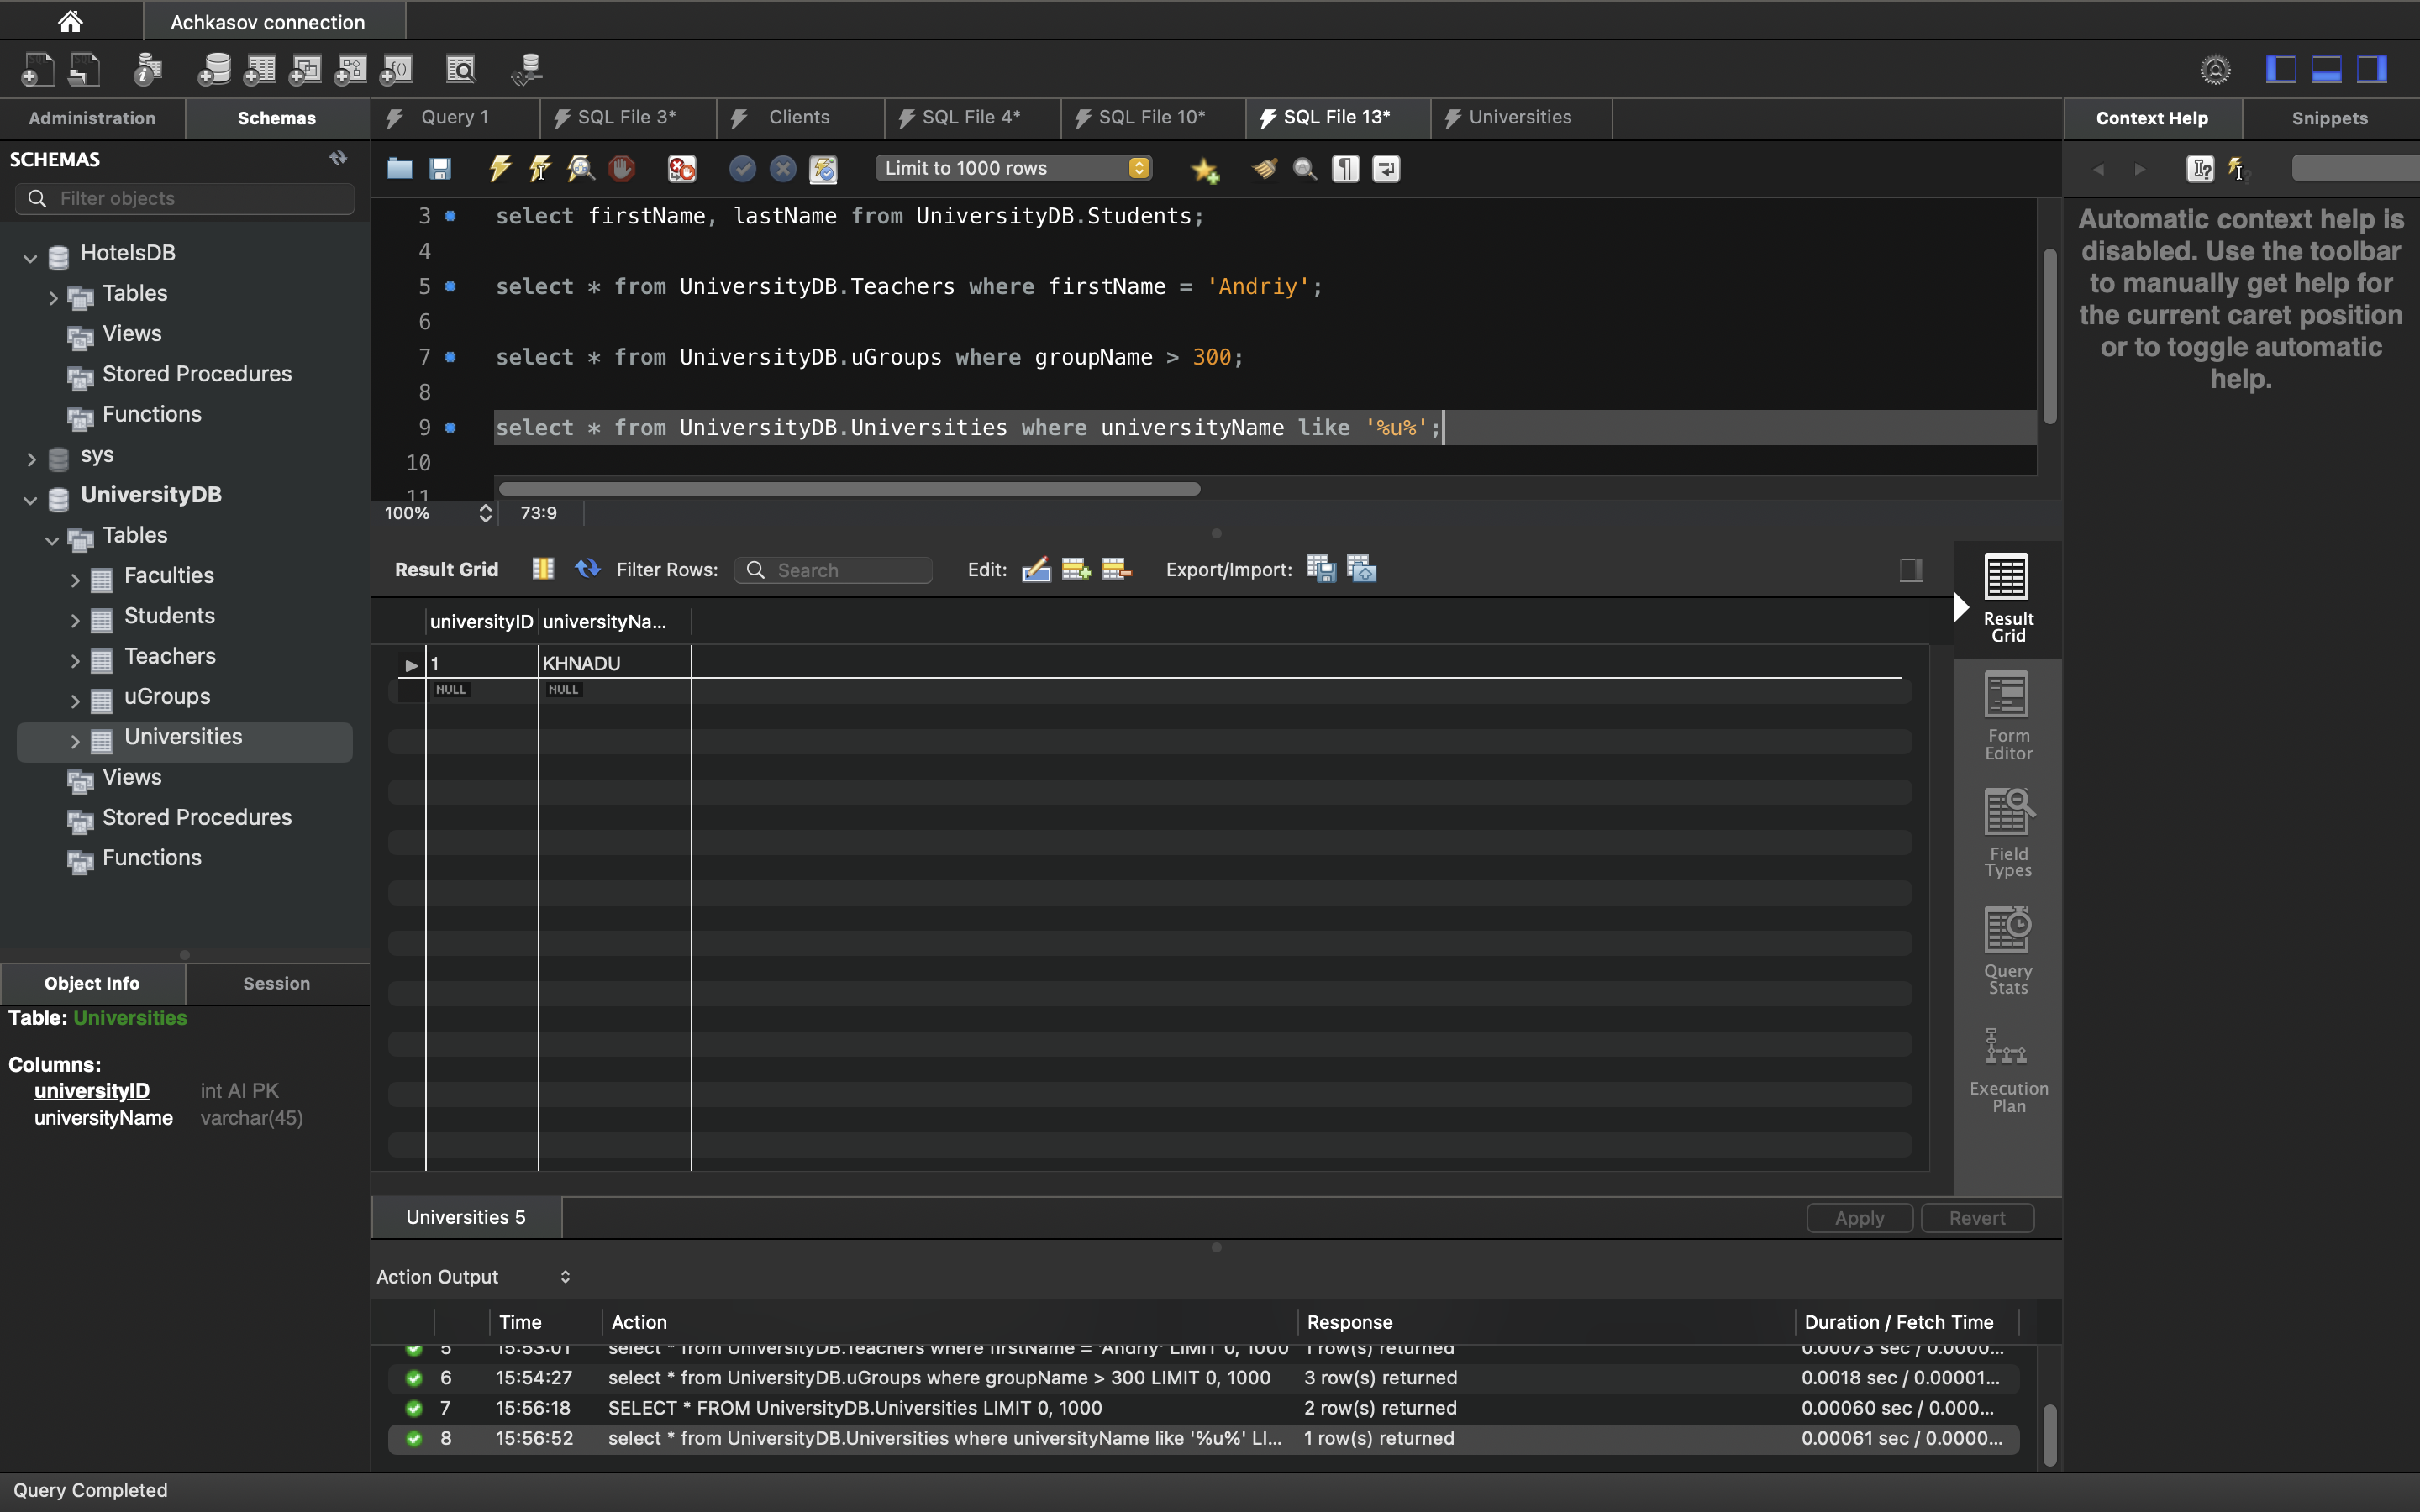 Achkasov connection
Administration
Schemas
Query 1
SQL File 3*
Clients
SQL File 4*
SQL File 10*
SQL File 13*
Universities
Context Help
Snippets
SCHEMAS
Filter objects
Limit to 1000 rows
HotelsDB
Tables
Views
Stored Procedures
Functions
sys
UniversityDB
Tables
Faculties
Students
Teachers
uGroups
Universities
Views
Stored Procedures
Functions
3 select firstName, lastName from UniversityDB.Students;
4
5 select * from UniversityDB.Teachers where firstName = 'Andriy';
6
7 select * from UniversityDB.uGroups where groupName > 300;
8
9 select * from UniversityDB.Universities where universityName like '%u%';
10
11
100% 73:9
Automatic context help is
disabled. Use the toolbar
to manually get help for
the current caret position
or to toggle automatic
help.
Result Grid Filter Rows: Search Edit: Export/Import:
universityID universityNa...
1 KHNADU
NULL NULL
Result
Grid
Form
Editor
Field
Types
Query
Stats
Execution
Plan
Object Info
Session
Table: Universities
Columns:
universityID int AI PK
universityName varchar(45)
Universities 5
Apply
Revert
Action Output
Time Action Response Duration / Fetch Time
5 15:53:01 select * from UniversityDB.Teachers where firstName = 'Andriy' LIMIT 0, 1000 1 row(s) returned 0.00073 sec / 0.0000...
6 15:54:27 select * from UniversityDB.uGroups where groupName > 300 LIMIT 0, 1000 3 row(s) returned 0.0018 sec / 0.00001...
7 15:56:18 SELECT * FROM UniversityDB.Universities LIMIT 0, 1000 2 row(s) returned 0.00060 sec / 0.000...
8 15:56:52 select * from UniversityDB.Universities where universityName like '%u%' LI... 1 row(s) returned 0.00061 sec / 0.0000...
Query Completed